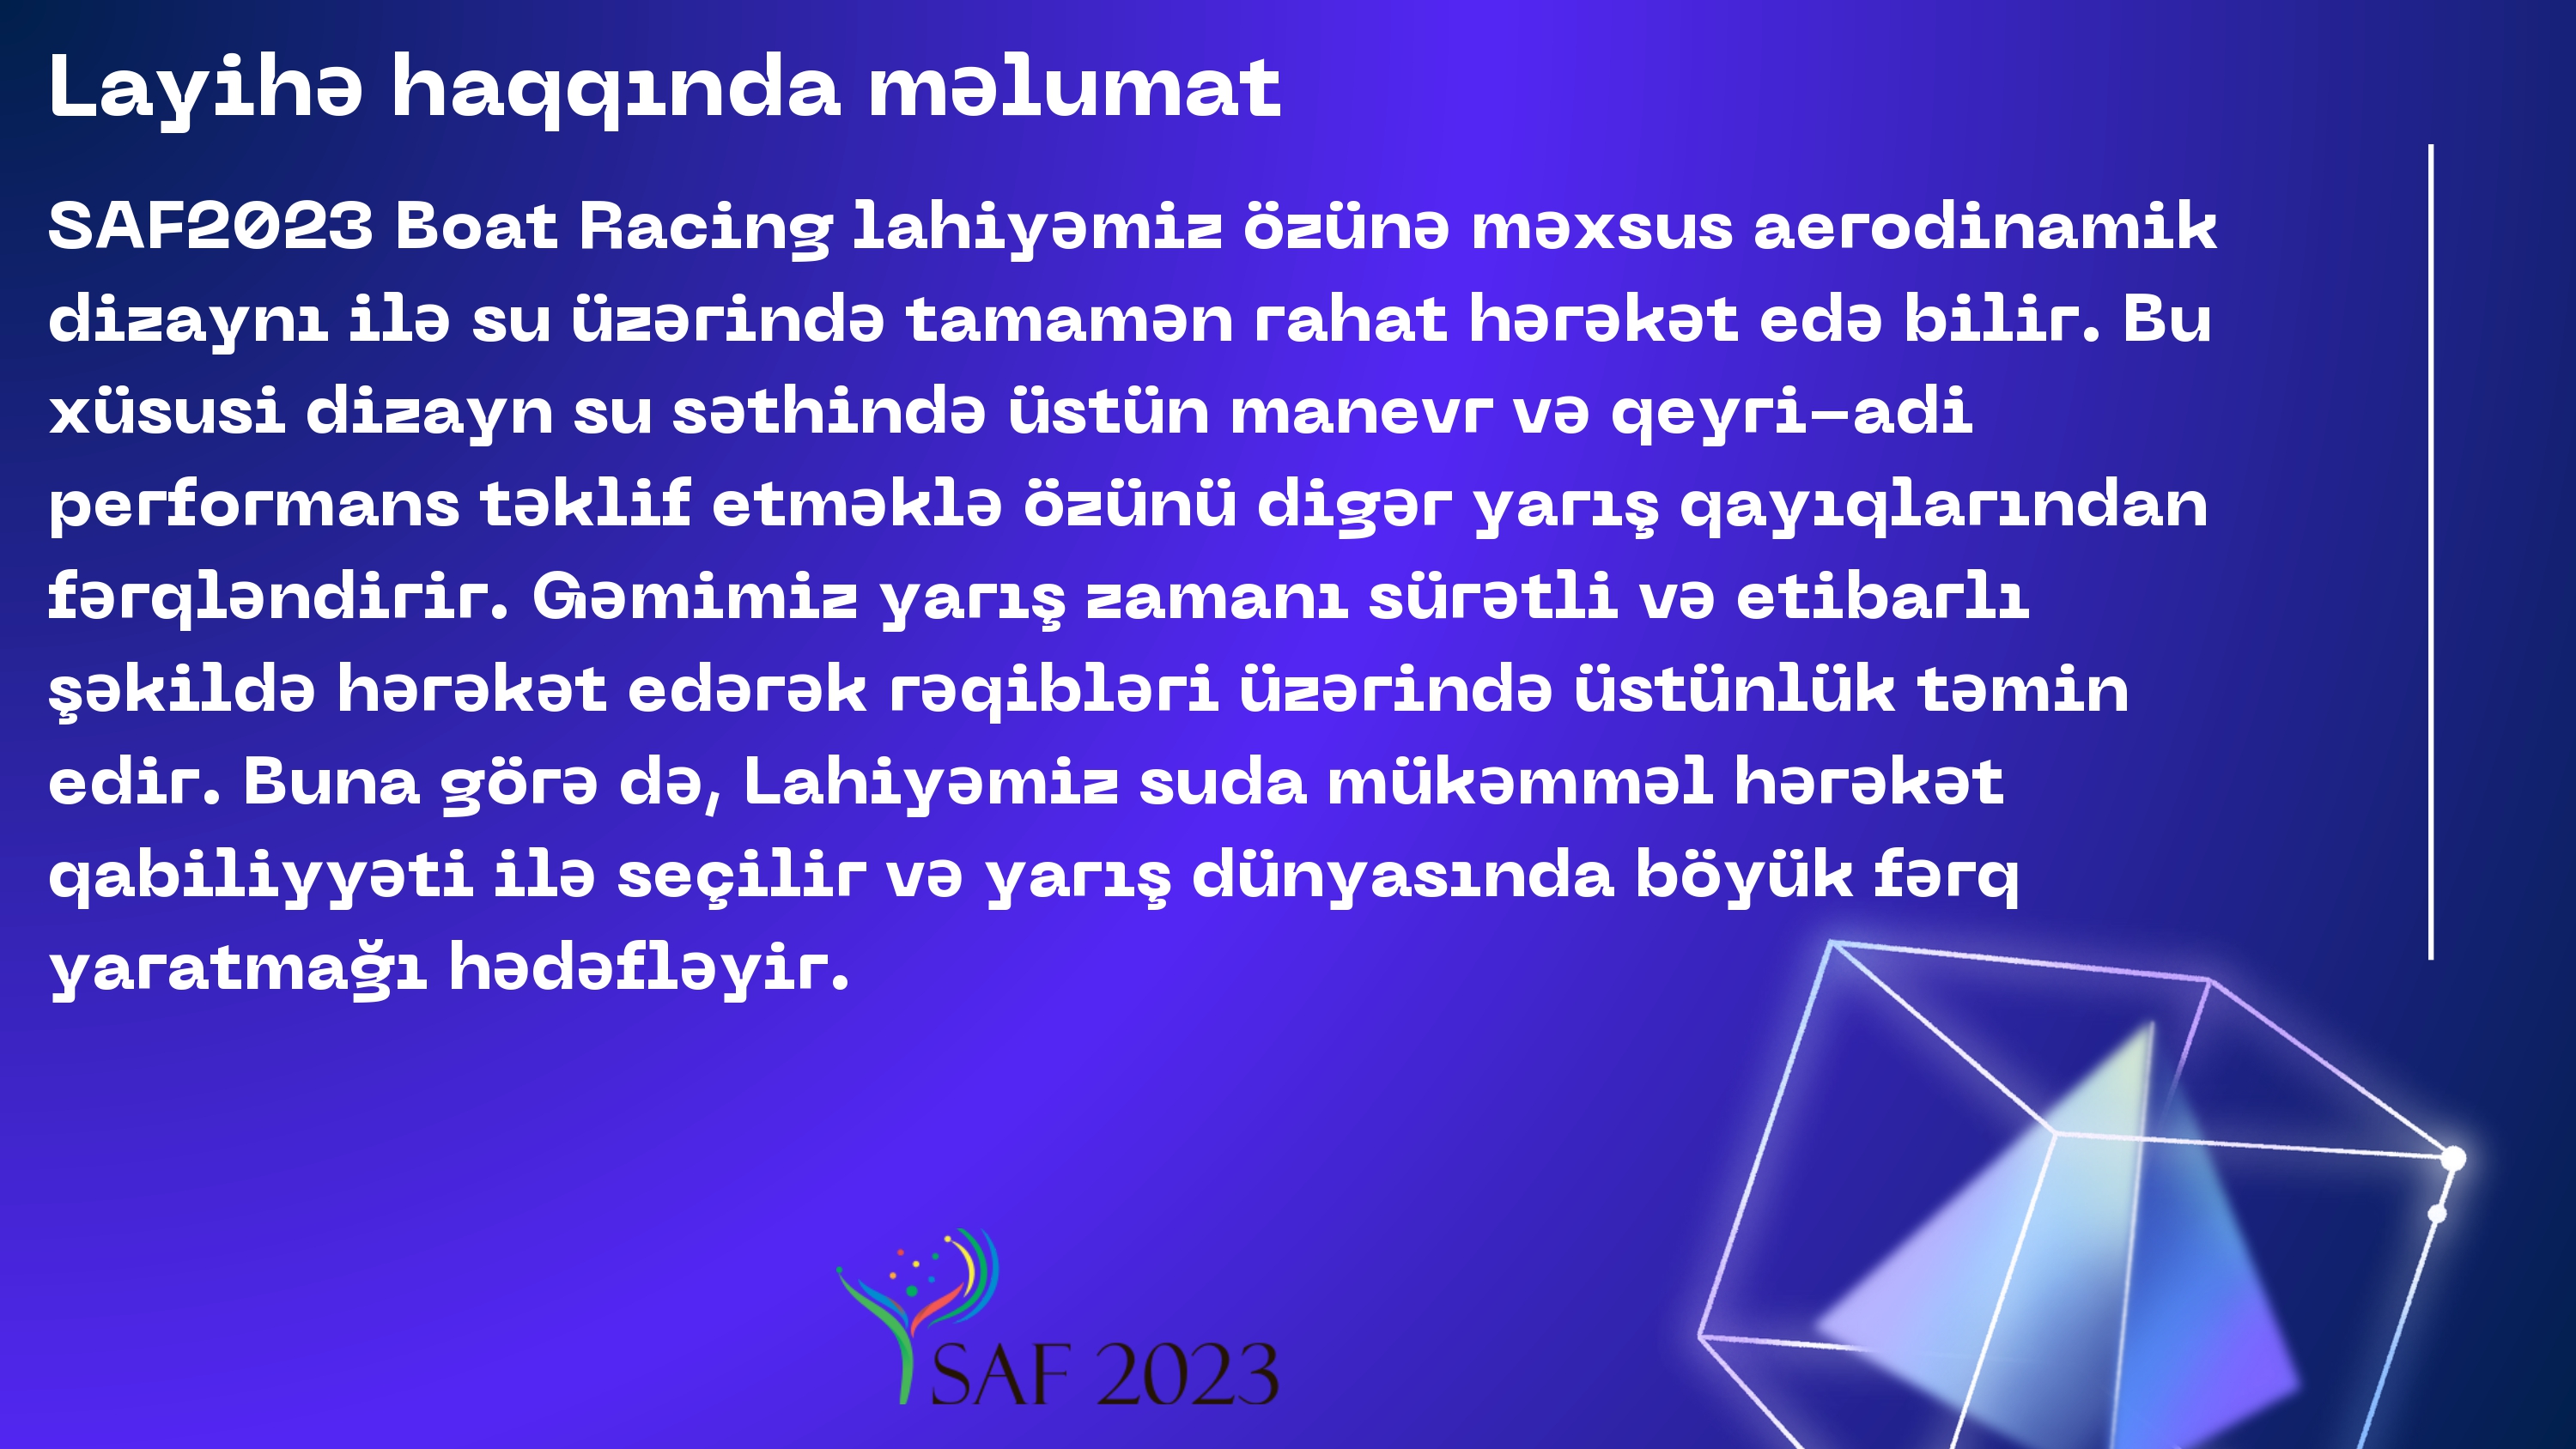 Layihə haqqında məlumat
SAF2023 Boat Racing lahiyəmiz özünə məxsus aerodinamik
dizaynı ilə su üzərində tamamən rahat hərəkət edə bilir. Bu
xüsusi dizayn su səthində üstün manevr və qeyri-adi
performans təklif etməklə özünü digər yarış qayıqlarından
fərqləndirir. Gəmimiz yarış zamanı sürətli və etibarlı
şəkildə hərəkət edərək rəqibləri üzərində üstünlük təmin
edir. Buna görə də, Lahiyəmiz suda mükəmməl hərəkət
qabiliyyəti ilə seçilir və yarış dünyasında böyük fərq
yaratmağı hədəfləyir.
SAF 2023